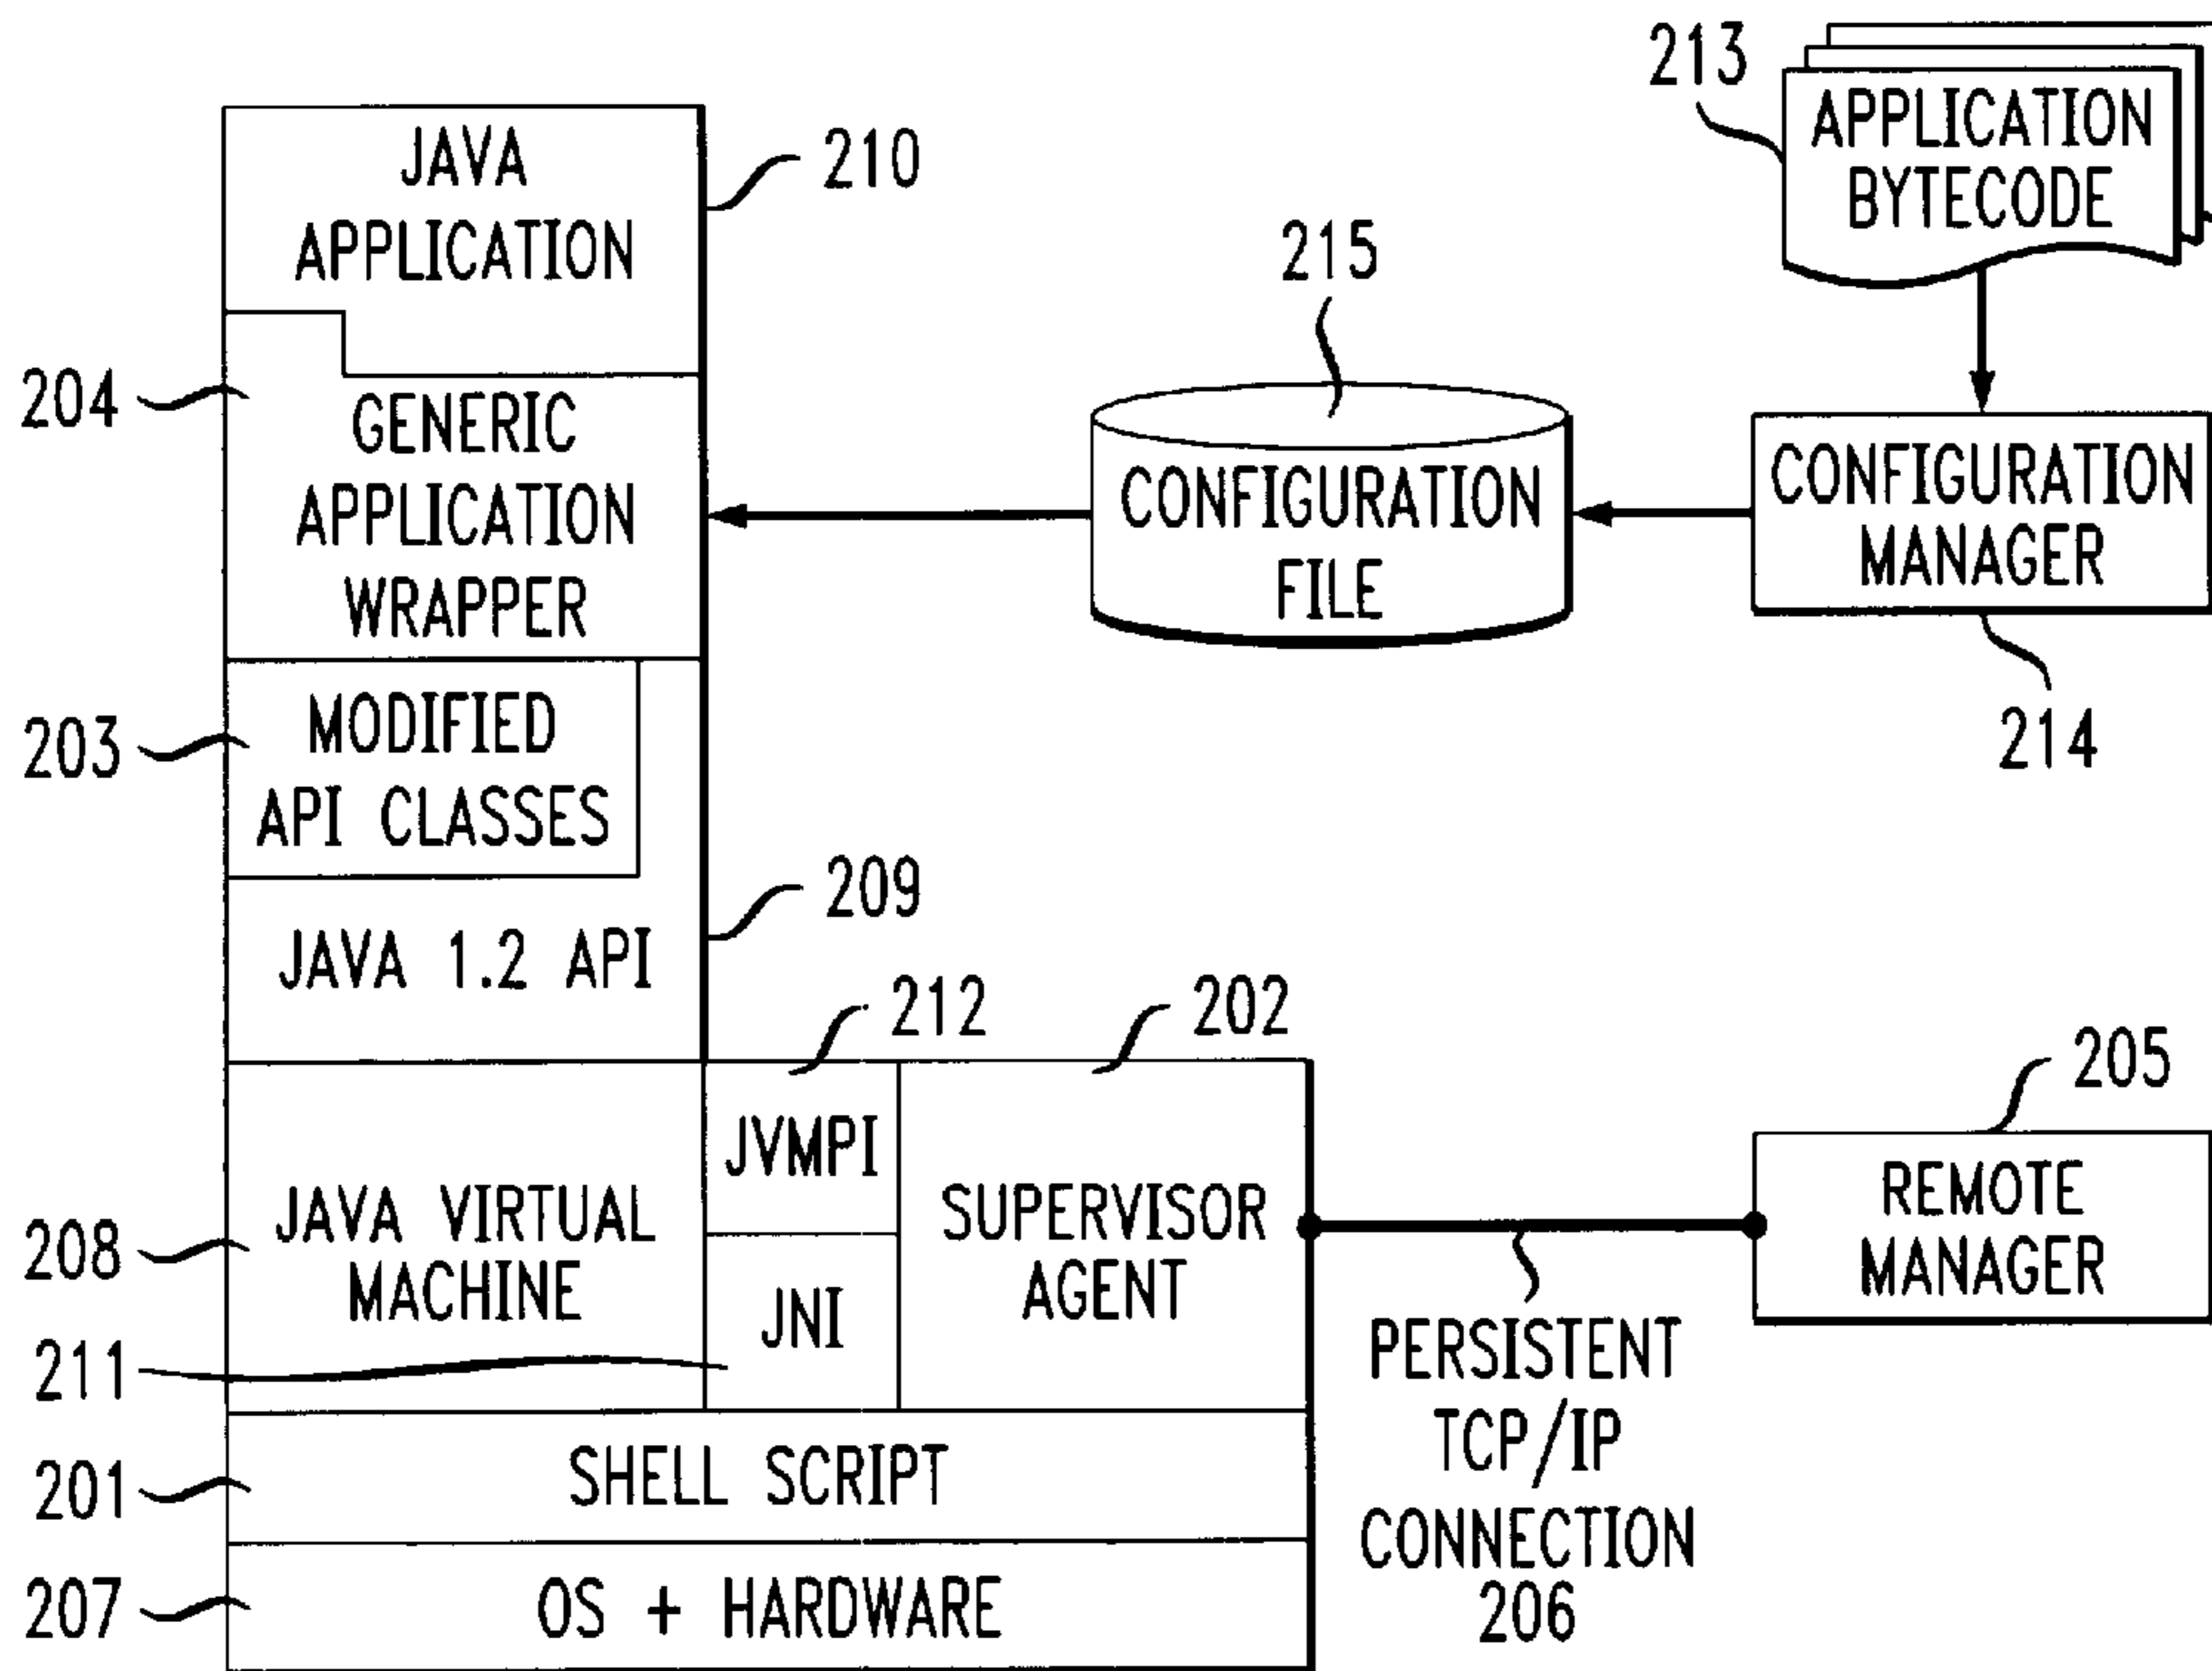 213
APPLICATION
BYTECODE
JAVA
APPLICATION
210
215
204
GENERIC
APPLICATION
WRAPPER
CONFIGURATION
FILE
CONFIGURATION
MANAGER
214
203
MODIFIED
API CLASSES
209
JAVA 1.2 API
212
202
205
JVMPI
REMOTE
MANAGER
208
JAVA VIRTUAL
MACHINE
SUPERVISOR
AGENT
JNI
211
PERSISTENT
TCP/IP
CONNECTION
206
201
SHELL SCRIPT
207
OS + HARDWARE